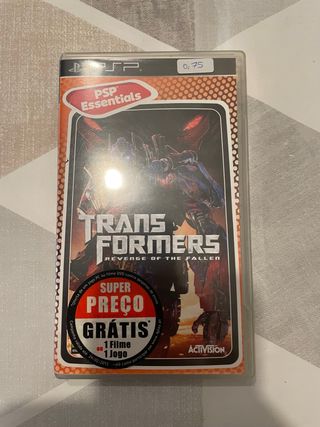 PSP
0,75
PSP
Essentials
TRANS
FORMERS
REVENGE OF THE FALLEN
SUPER
PREÇO
GRÁTIS*
1 Filme
ou
1 Jogo
ACTIVISION